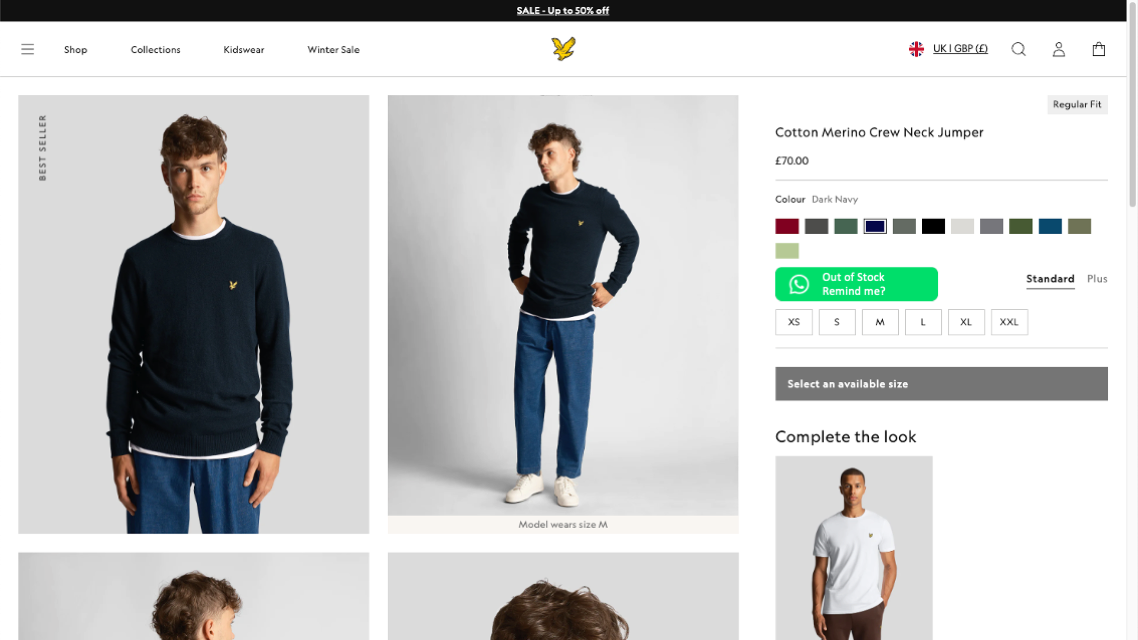 SALE - Up to 50% off
Shop
Collections
Kidswear
Winter Sale
UK | GBP (£)
BEST SELLER
Model wears size M
Regular Fit
Cotton Merino Crew Neck Jumper
£70.00
Colour Dark Navy
Out of Stock
Remind me?
Standard
Plus
XS
S
M
L
XL
XXL
Select an available size
Complete the look